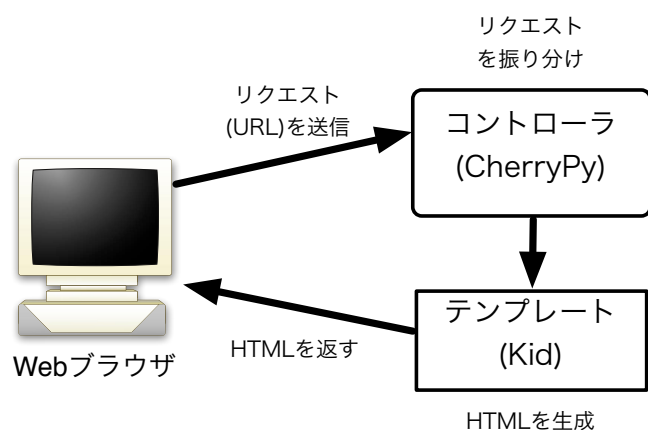 リクエスト
を振り分け
リクエスト
(URL)を送信
コントローラ
(CherryPy)
テンプレート
(Kid)
HTMLを返す
Webブラウザ
HTMLを生成